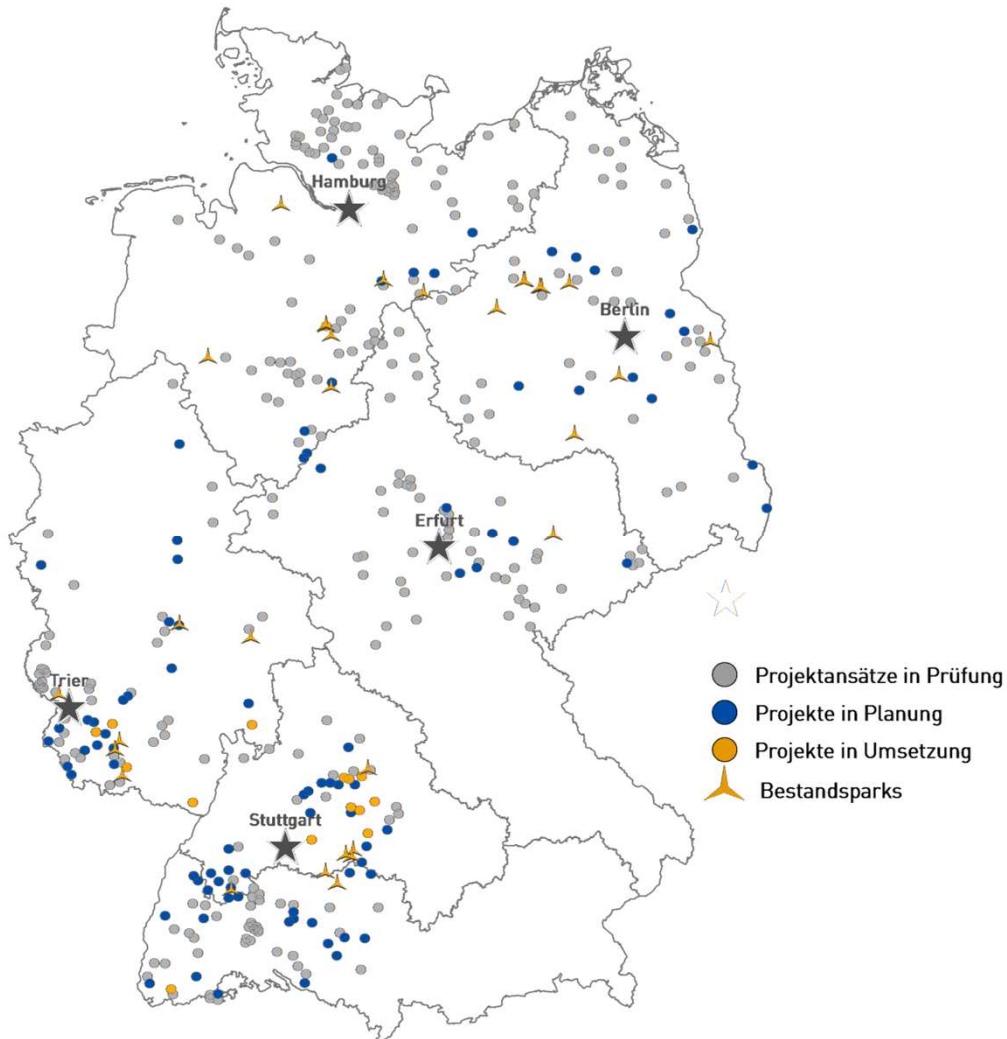 Hamburg
Berlin
Erfurt
Trier
Stuttgart
Projektansätze in Prüfung
Projekte in Planung
Projekte in Umsetzung
Bestandsparks